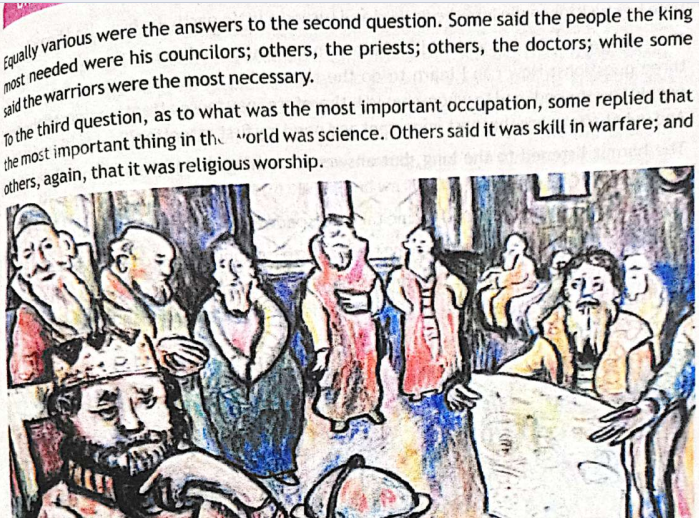 Equally various were the answers to the second question. Some said the people the king
most needed were his councilors; others, the priests; others, the doctors; while some
said the warriors were the most necessary.
To the third question, as to what was the most important occupation, some replied that
the most important thing in the world was science. Others said it was skill in warfare; and
others, again, that it was religious worship.